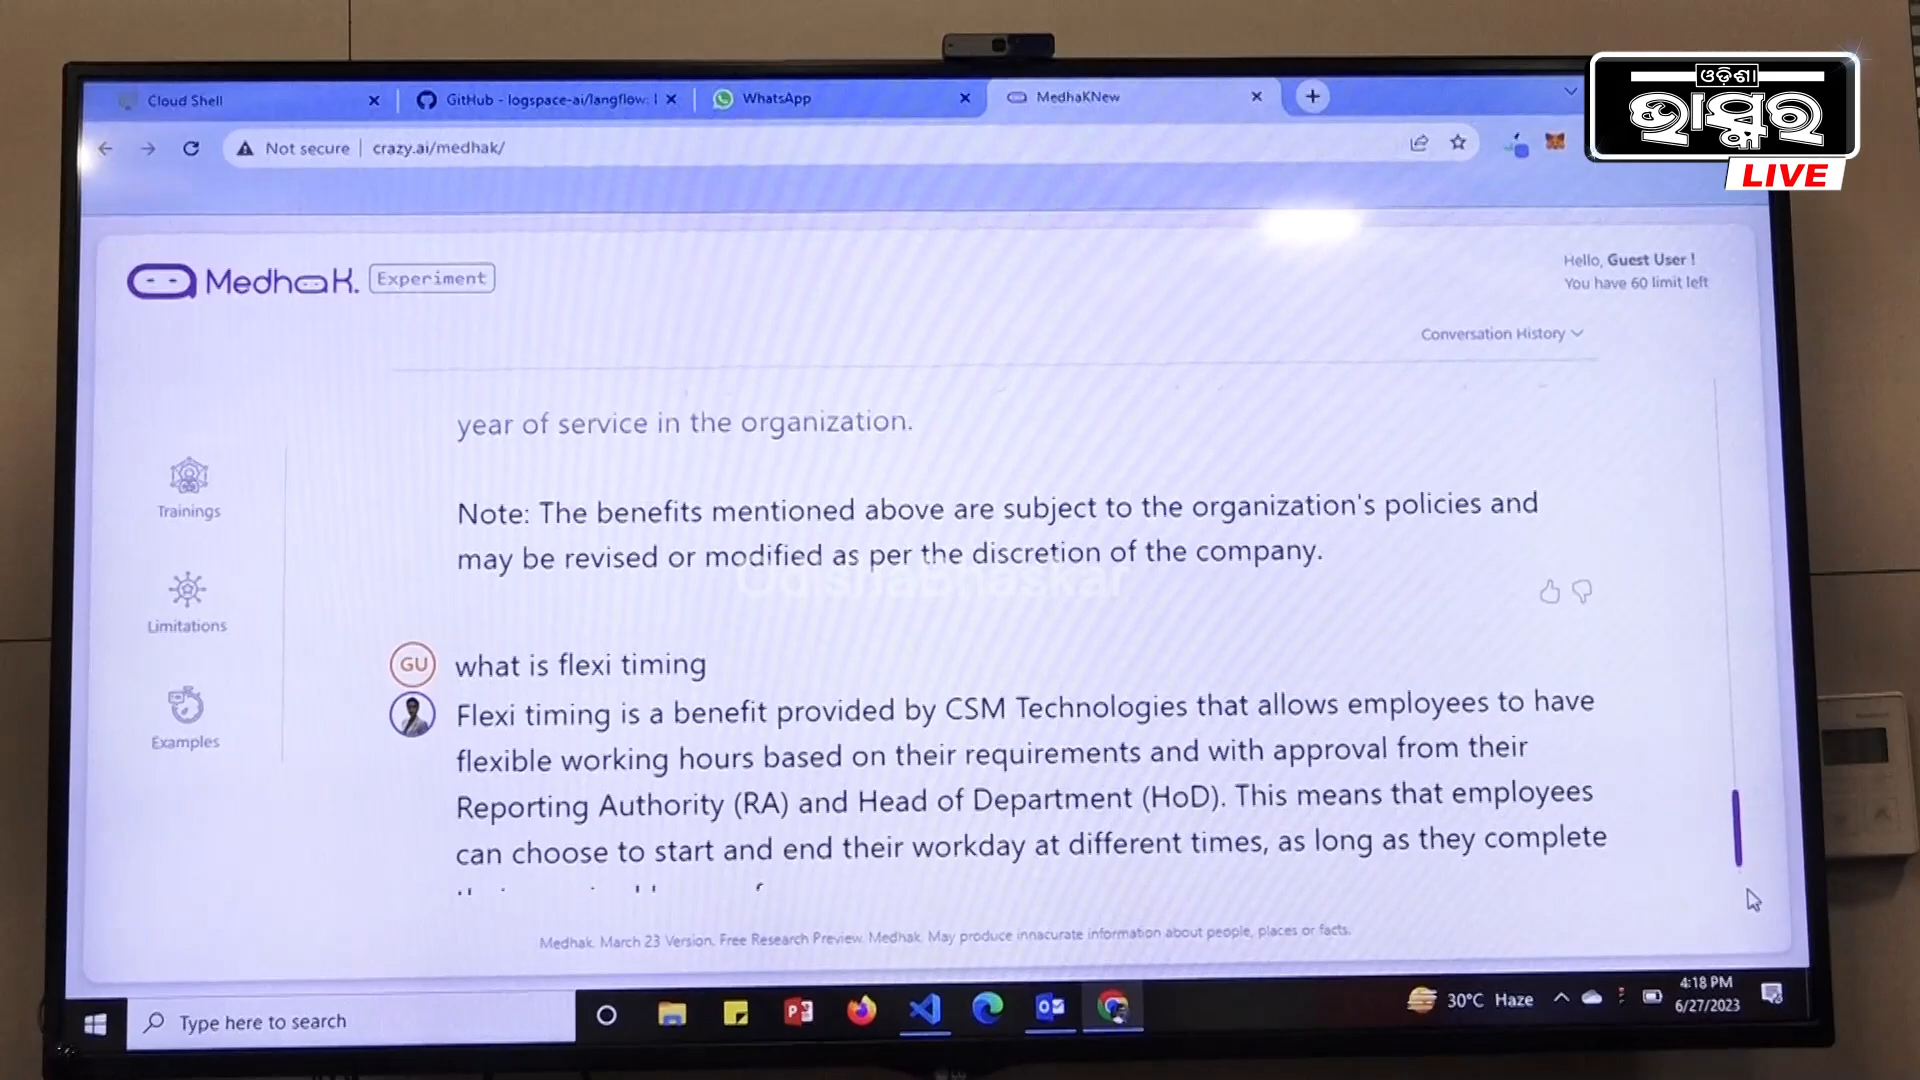 ଓଡ଼ିଶା
ଭାସ୍କର
LIVE
Cloud Shell
GitHub - logspace-ai/langflow:
WhatsApp
MedhaKNew
Not secure
crazy.ai/medhak/
MedhaK.
Experiment
Hello, Guest User !
You have 60 limit left
Conversation History
Trainings
Limitations
Examples
year of service in the organization.
Note: The benefits mentioned above are subject to the organization's policies and
may be revised or modified as per the discretion of the company.
OdishaBhaskar
GU
what is flexi timing
Flexi timing is a benefit provided by CSM Technologies that allows employees to have
flexible working hours based on their requirements and with approval from their
Reporting Authority (RA) and Head of Department (HoD). This means that employees
can choose to start and end their workday at different times, as long as they complete
Medhak. March 23 Version. Free Research Preview. Medhak. May produce innacurate information about people, places or facts.
Type here to search
30°C Haze
4:18 PM
6/27/2023